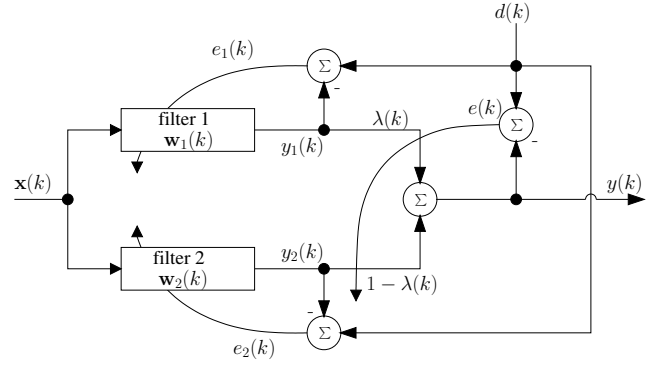 d(k)
e₁(k)
Σ
-
e(k)
filter 1
w₁(k)
λ(k)
Σ
-
y₁(k)
x(k)
Σ
y(k)
filter 2
w₂(k)
y₂(k)
1 − λ(k)
-
Σ
e₂(k)